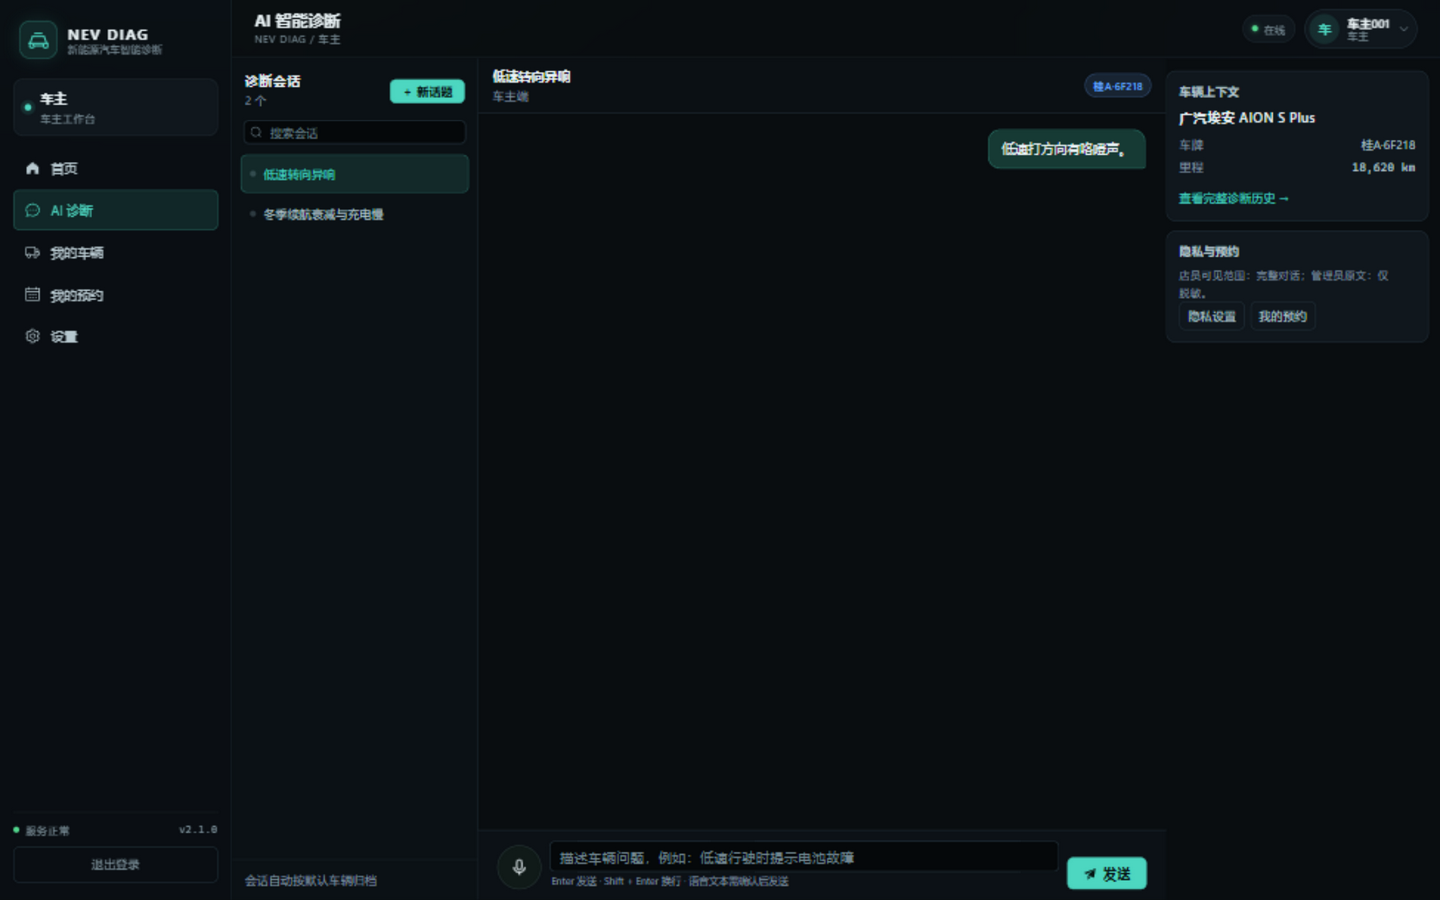 NEV DIAG
新能源汽车智能诊断
车主
车主工作台
首页
AI 诊断
我的车辆
我的预约
设置
服务正常
v2.1.0
退出登录
AI 智能诊断
NEV DIAG / 车主
在线
车
车主001
车主
诊断会话
2 个
+ 新话题
搜索会话
低速转向异响
冬季续航衰减与充电慢
会话自动按默认车辆归档
低速转向异响
车主端
桂A·6F218
低速打方向有咯噔声。
描述车辆问题，例如：低速行驶时提示电池故障
Enter 发送 · Shift + Enter 换行 · 语音文本需确认后发送
发送
车辆上下文
广汽埃安 AION S Plus
车牌
桂A·6F218
里程
18,620 km
查看完整诊断历史 →
隐私与预约
店员可见范围：完整对话；管理员原文：仅
脱敏。
隐私设置
我的预约